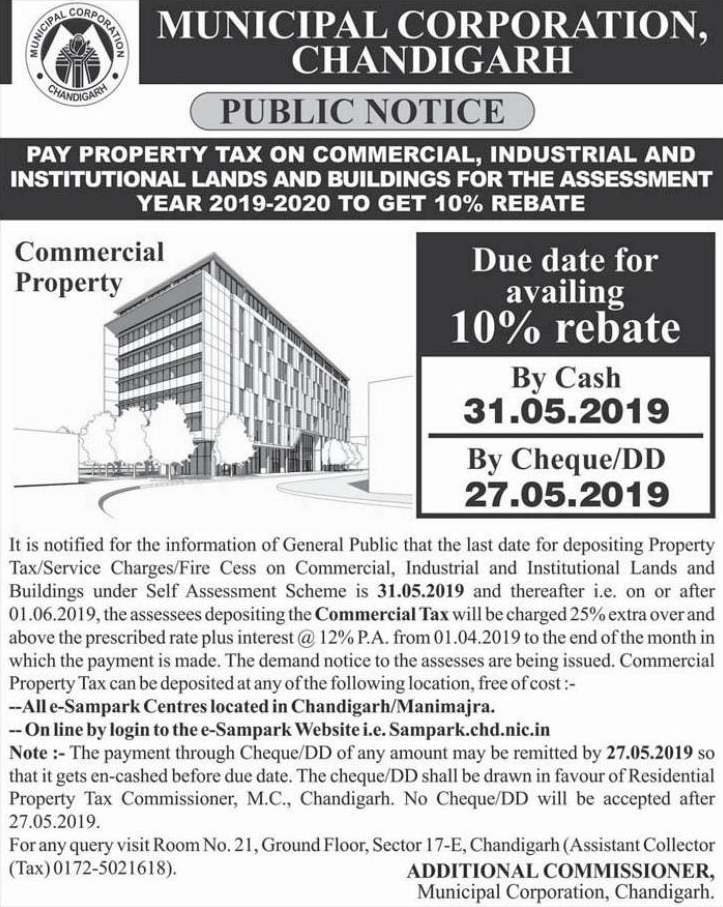 MUNICIPAL CORPORATION
CHANDIGARH
MUNICIPAL CORPORATION,
CHANDIGARH
PUBLIC NOTICE
PAY PROPERTY TAX ON COMMERCIAL, INDUSTRIAL AND
INSTITUTIONAL LANDS AND BUILDINGS FOR THE ASSESSMENT
YEAR 2019-2020 TO GET 10% REBATE
Commercial
Property
Due date for
availing
10% rebate
By Cash
31.05.2019
By Cheque/DD
27.05.2019
It is notified for the information of General Public that the last date for depositing Property
Tax/Service Charges/Fire Cess on Commercial, Industrial and Institutional Lands and
Buildings under Self Assessment Scheme is 31.05.2019 and thereafter i.e. on or after
01.06.2019, the assessees depositing the Commercial Tax will be charged 25% extra over and
above the prescribed rate plus interest @ 12% P.A. from 01.04.2019 to the end of the month in
which the payment is made. The demand notice to the assesses are being issued. Commercial
Property Tax can be deposited at any of the following location, free of cost :-
--All e-Sampark Centres located in Chandigarh/Manimajra.
-- On line by login to the e-Sampark Website i.e. Sampark.chd.nic.in
Note :- The payment through Cheque/DD of any amount may be remitted by 27.05.2019 so
that it gets en-cashed before due date. The cheque/DD shall be drawn in favour of Residential
Property Tax Commissioner, M.C., Chandigarh. No Cheque/DD will be accepted after
27.05.2019.
For any query visit Room No. 21, Ground Floor, Sector 17-E, Chandigarh (Assistant Collector
(Tax) 0172-5021618).
ADDITIONAL COMMISSIONER,
Municipal Corporation, Chandigarh.